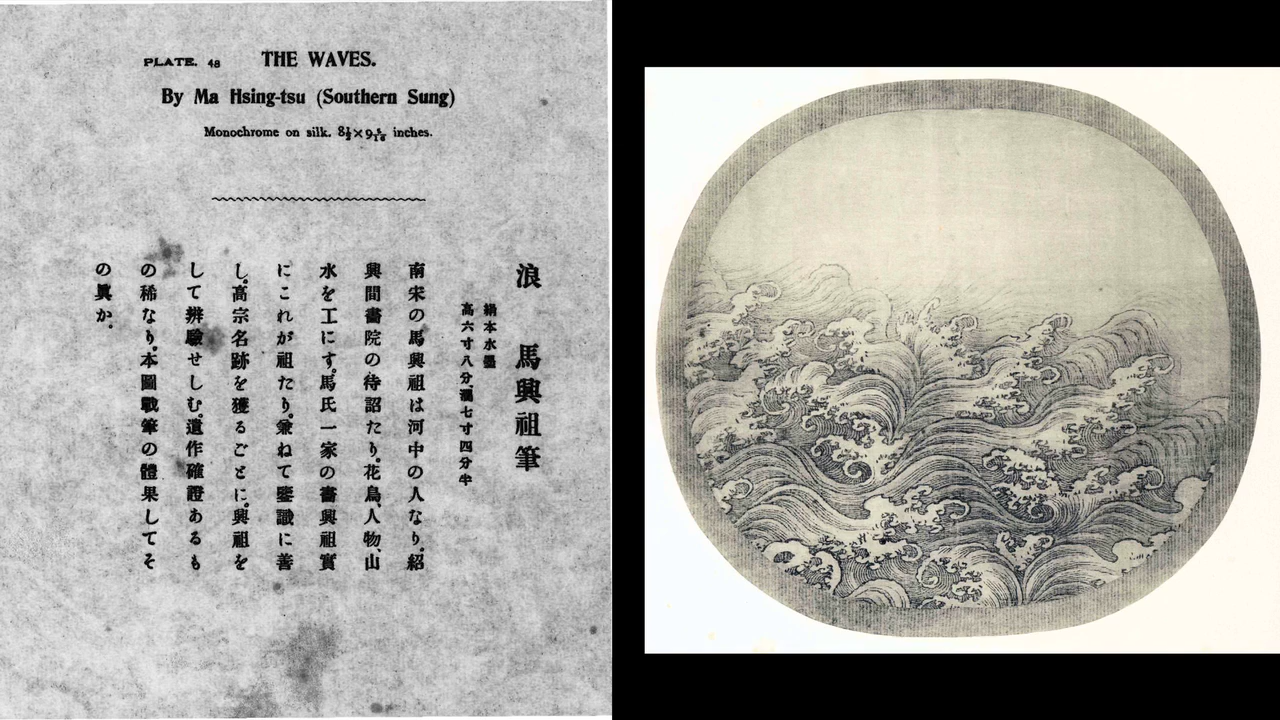 PLATE. 48 THE WAVES.
By Ma Hsing-tsu (Southern Sung)
Monochrome on silk. 8½×9 5/16 inches.
浪 馬興祖筆
絹本水墨
高六寸八分濶七寸四分半
南宋の馬興祖は河中の人なり。紹
興間畫院の待詔たり。花鳥、人物、山
水を工にす。馬氏一家の畵興祖實
にこれが祖たり。兼ねて鑒識に善
し。高宗名跡を獲るごとに。興祖を
して辨驗せしむ。遺作確證あるも
の稀なり。本圖戰筆の體果してそ
の眞か。